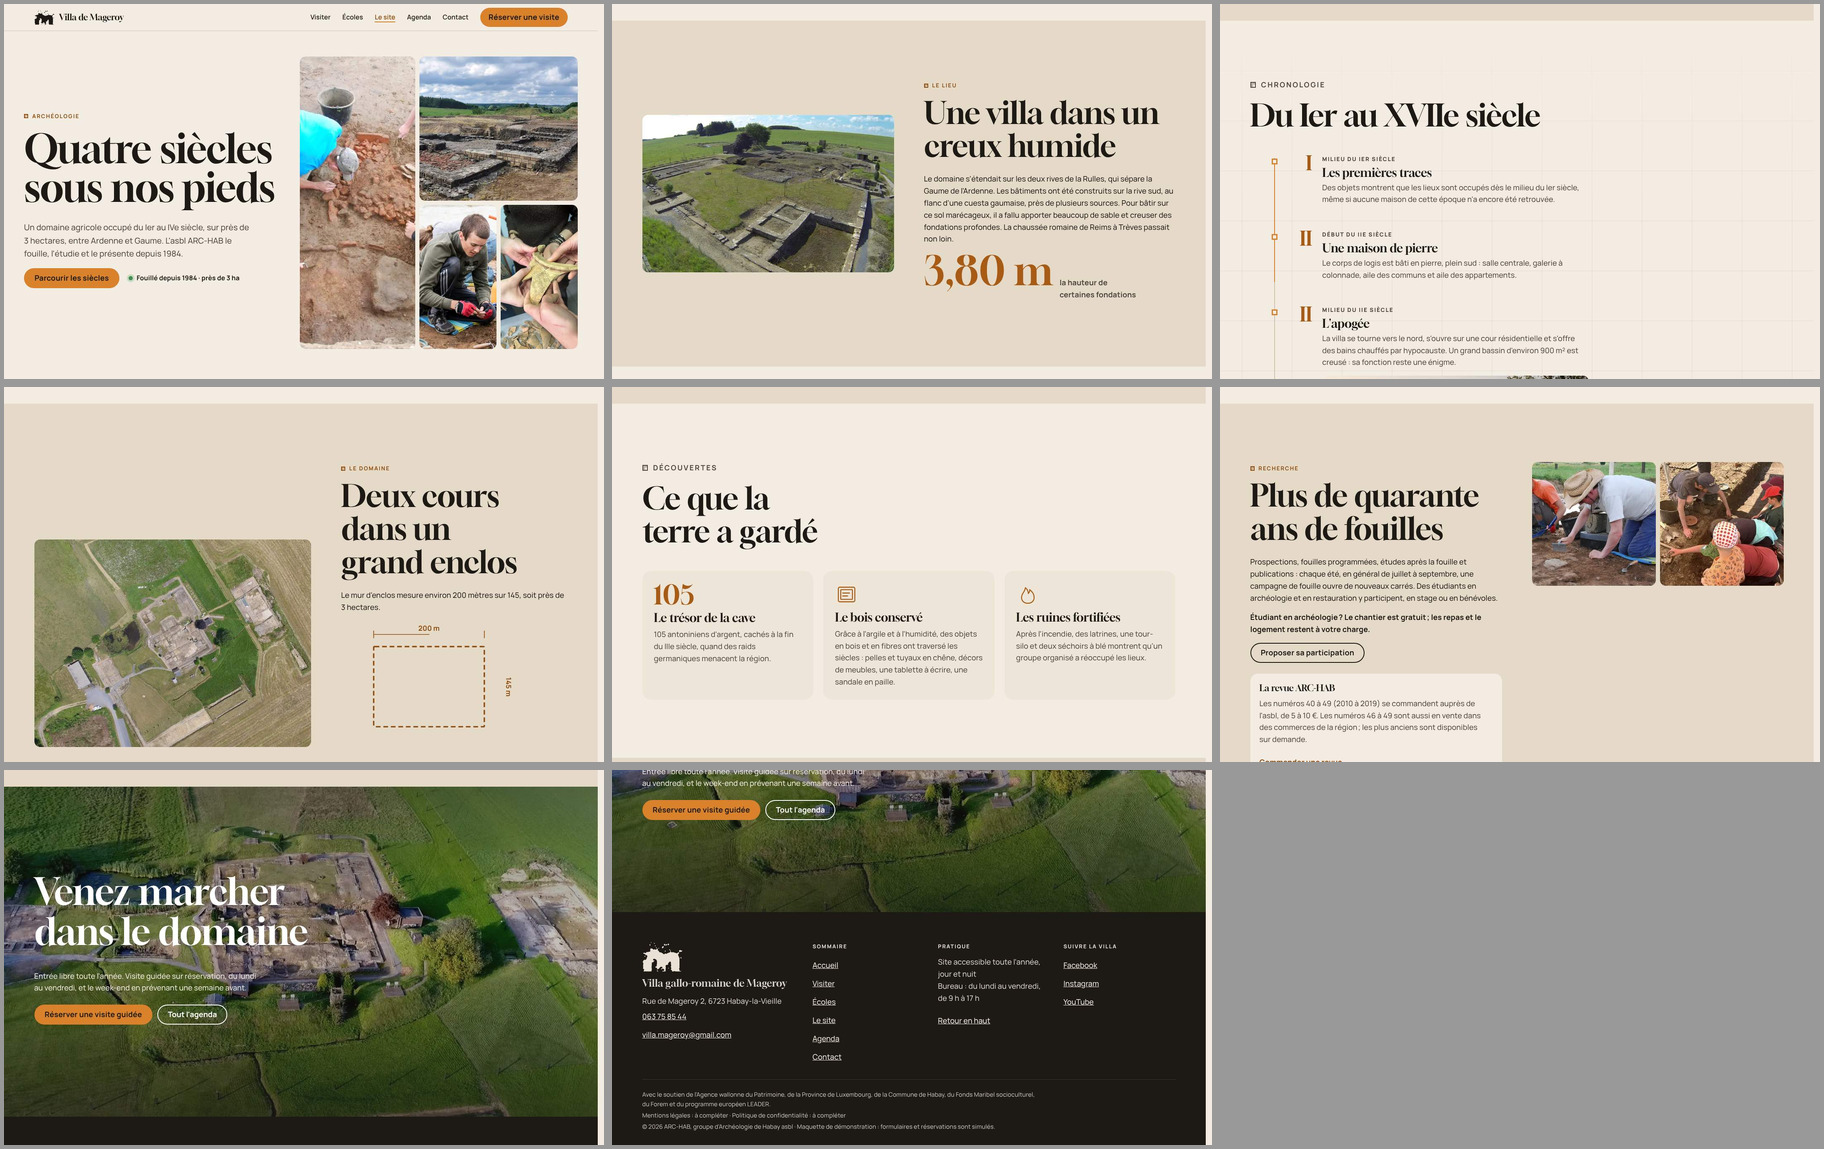 Villa de Mageroy
Visiter
Écoles
Le site
Agenda
Contact
Réserver une visite
ARCHÉOLOGIE
Quatre siècles
sous nos pieds
Un domaine agricole occupé du Ier au IVe siècle, sur près de
3 hectares, entre Ardenne et Gaume. L'asbl ARC-HAB le
fouille, l'étudie et le présente depuis 1984.
Parcourir les siècles
Fouillé depuis 1984 · près de 3 ha
LE LIEU
Une villa dans un
creux humide
Le domaine s'étendait sur les deux rives de la Rulles, qui sépare la
Gaume de l'Ardenne. Les bâtiments ont été construits sur la rive sud, au
flanc d'une cuesta gaumaise, près de plusieurs sources. Pour bâtir sur
ce sol marécageux, il a fallu apporter beaucoup de sable et creuser des
fondations profondes. La chaussée romaine de Reims à Trèves passait
non loin.
3,80 m
la hauteur de
certaines fondations
CHRONOLOGIE
Du Ier au XVIIe siècle
I
MILIEU DU IER SIÈCLE
Les premières traces
Des objets montrent que les lieux sont occupés dès le milieu du Ier siècle,
même si aucune maison de cette époque n'a encore été retrouvée.
II
DÉBUT DU IIE SIÈCLE
Une maison de pierre
Le corps de logis est bâti en pierre, plein sud : salle centrale, galerie à
colonnade, aile des communs et aile des appartements.
II
MILIEU DU IIE SIÈCLE
L'apogée
La villa se tourne vers le nord, s'ouvre sur une cour résidentielle et s'offre
des bains chauffés par hypocauste. Un grand bassin d'environ 900 m² est
creusé : sa fonction reste une énigme.
LE DOMAINE
Deux cours
dans un
grand enclos
Le mur d'enclos mesure environ 200 mètres sur 145, soit près de
3 hectares.
200 m
145 m
DÉCOUVERTES
Ce que la
terre a gardé
105
Le trésor de la cave
105 antoniniens d'argent, cachés à la fin
du IIIe siècle, quand des raids
germaniques menacent la région.
Le bois conservé
Grâce à l'argile et à l'humidité, des objets
en bois et en fibres ont traversé les
siècles : pelles et tuyaux en chêne, décors
de meubles, une tablette à écrire, une
sandale en paille.
Les ruines fortifiées
Après l'incendie, des latrines, une tour-
silo et deux séchoirs à blé montrent qu'un
groupe organisé a réoccupé les lieux.
RECHERCHE
Plus de quarante
ans de fouilles
Prospections, fouilles programmées, études après la fouille et
publications : chaque été, en général de juillet à septembre, une
campagne de fouille ouvre de nouveaux carrés. Des étudiants en
archéologie et en restauration y participent, en stage ou en bénévoles.
Étudiant en archéologie ? Le chantier est gratuit ; les repas et le
logement restent à votre charge.
Proposer sa participation
La revue ARC-HAB
Les numéros 40 à 49 (2010 à 2019) se commandent auprès de
l'asbl, de 5 à 10 €. Les numéros 46 à 49 sont aussi en vente dans
des commerces de la région ; les plus anciens sont disponibles
sur demande.
Commander une revue
Venez marcher
dans le domaine
Entrée libre toute l'année. Visite guidée sur réservation, du lundi
au vendredi, et le week-end en prévenant une semaine avant.
Réserver une visite guidée
Tout l'agenda
Entrée libre toute l'année. Visite guidée sur réservation, du lundi
au vendredi, et le week-end en prévenant une semaine avant.
Réserver une visite guidée
Tout l'agenda
Villa gallo-romaine de Mageroy
Rue de Mageroy 2, 6723 Habay-la-Vieille
063 75 85 44
villa.mageroy@gmail.com
SOMMAIRE
Accueil
Visiter
Écoles
Le site
Agenda
Contact
PRATIQUE
Site accessible toute l'année,
jour et nuit
Bureau : du lundi au vendredi,
de 9 h à 17 h
Retour en haut
SUIVRE LA VILLA
Facebook
Instagram
YouTube
Avec le soutien de l'Agence wallonne du Patrimoine, de la Province de Luxembourg, de la Commune de Habay, du Fonds Maribel socioculturel,
du Forem et du programme européen LEADER.
Mentions légales : à compléter · Politique de confidentialité : à compléter
© 2026 ARC-HAB, groupe d'Archéologie de Habay asbl · Maquette de démonstration : formulaires et réservations sont simulés.